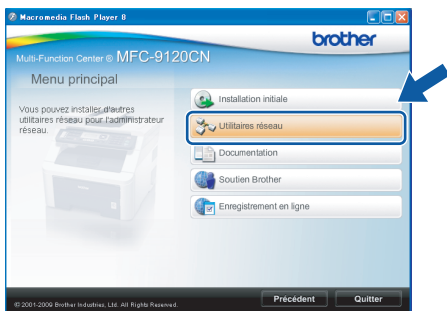 Macromedia Flash Player 8
brother
Multi-Function Center ® MFC-9120CN
Menu principal
Vous pouvez installer d'autres
utilitaires réseau pour l'administrateur
réseau.
Installation initiale
Utilitaires réseau
Documentation
Soutien Brother
Enregistrement en ligne
© 2001-2009 Brother Industries, Ltd. All Rights Reserved.
Précédent
Quitter